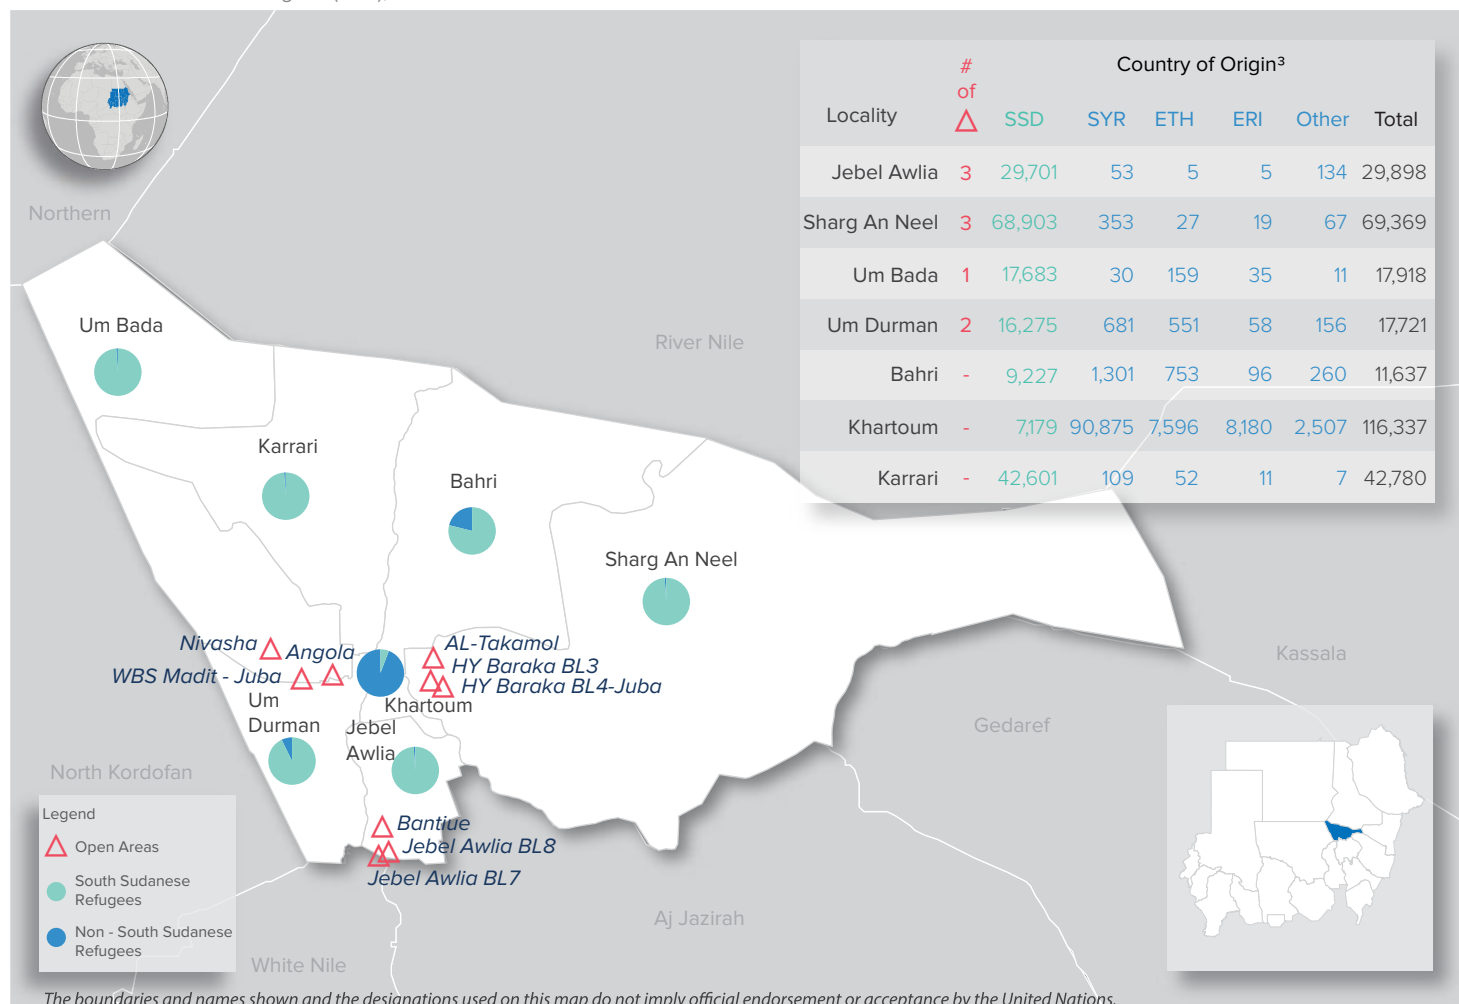 # of
Country of Origin³
Locality △ SSD SYR ETH ERI Other Total
Jebel Awlia 3 29,701 53 5 5 134 29,898
Sharg An Neel 3 68,903 353 27 19 67 69,369
Um Bada 1 17,683 30 159 35 11 17,918
Um Durman 2 16,275 681 551 58 156 17,721
Bahri - 9,227 1,301 753 96 260 11,637
Khartoum - 7,179 90,875 7,596 8,180 2,507 116,337
Karrari - 42,601 109 52 11 7 42,780
Northern
River Nile
Um Bada
Karrari
Bahri
Sharg An Neel
Nivasha
Angola
WBS Madit - Juba
AL-Takamol
HY Baraka BL3
HY Baraka BL4-Juba
Um
Durman
Khartoum
Jebel
Awlia
Kassala
Gedaref
North Kordofan
Bantiue
Jebel Awlia BL8
Jebel Awlia BL7
Aj Jazirah
White Nile
Legend
Open Areas
South Sudanese
Refugees
Non - South Sudanese
Refugees
The boundaries and names shown and the designations used on this map do not imply official endorsement or acceptance by the United Nations.